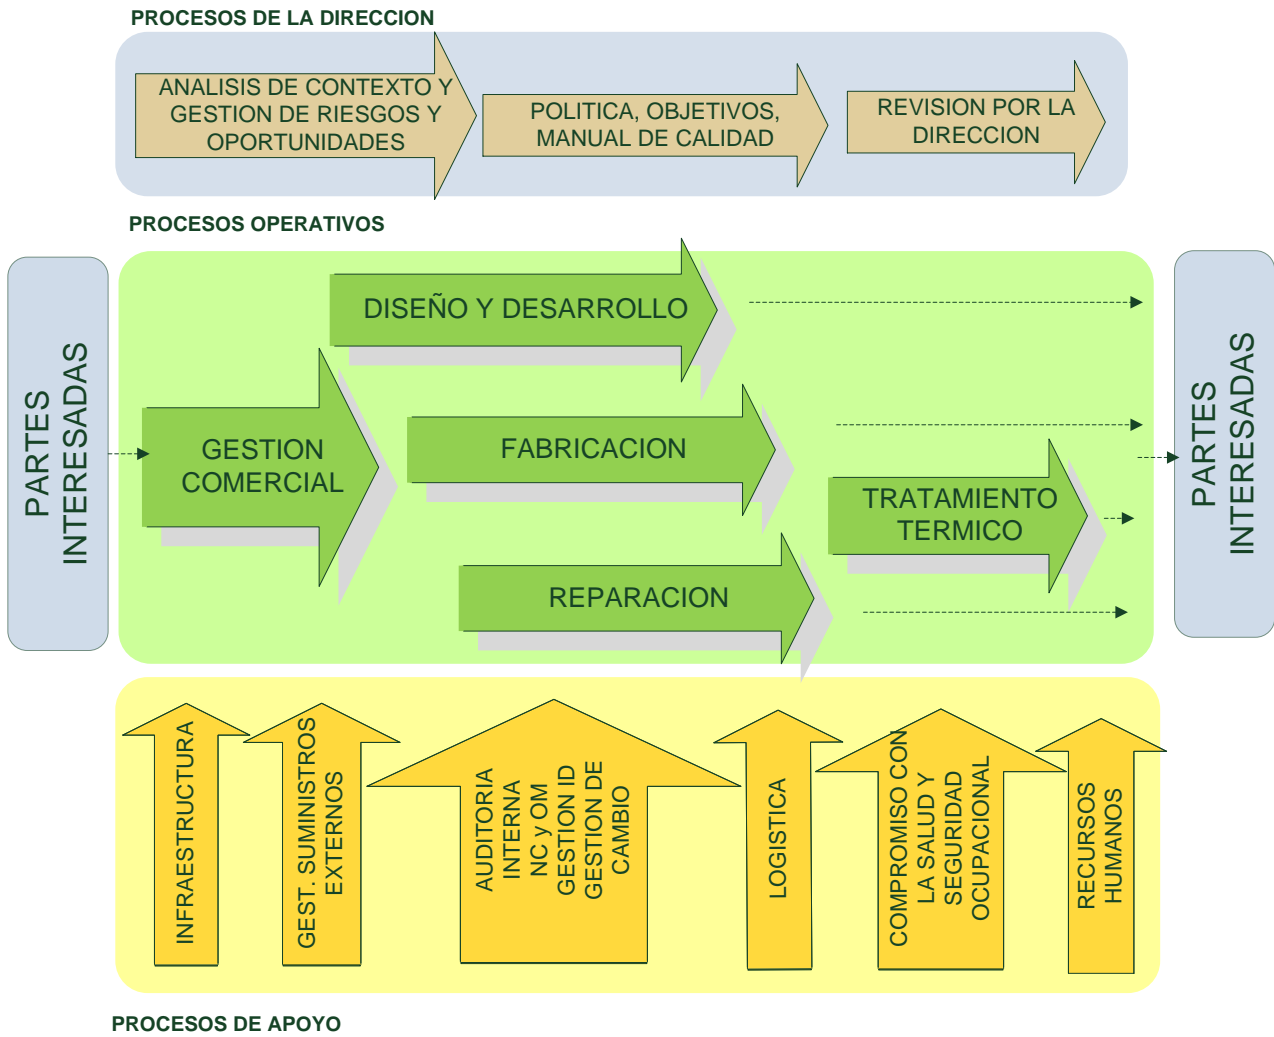 PROCESOS DE LA DIRECCION
ANALISIS DE CONTEXTO Y
GESTION DE RIESGOS Y
OPORTUNIDADES
POLITICA, OBJETIVOS,
MANUAL DE CALIDAD
REVISION POR LA
DIRECCION
PROCESOS OPERATIVOS
PARTES
INTERESADAS
GESTION
COMERCIAL
DISEÑO Y DESARROLLO
FABRICACION
REPARACION
TRATAMIENTO
TERMICO
PARTES
INTERESADAS
INFRAESTRUCTURA
GEST. SUMINISTROS
EXTERNOS
AUDITORIA
INTERNA
NC y OM
GESTION ID
GESTION DE
CAMBIO
LOGISTICA
COMPROMISO CON
LA SALUD Y
SEGURIDAD
OCUPACIONAL
RECURSOS
HUMANOS
PROCESOS DE APOYO